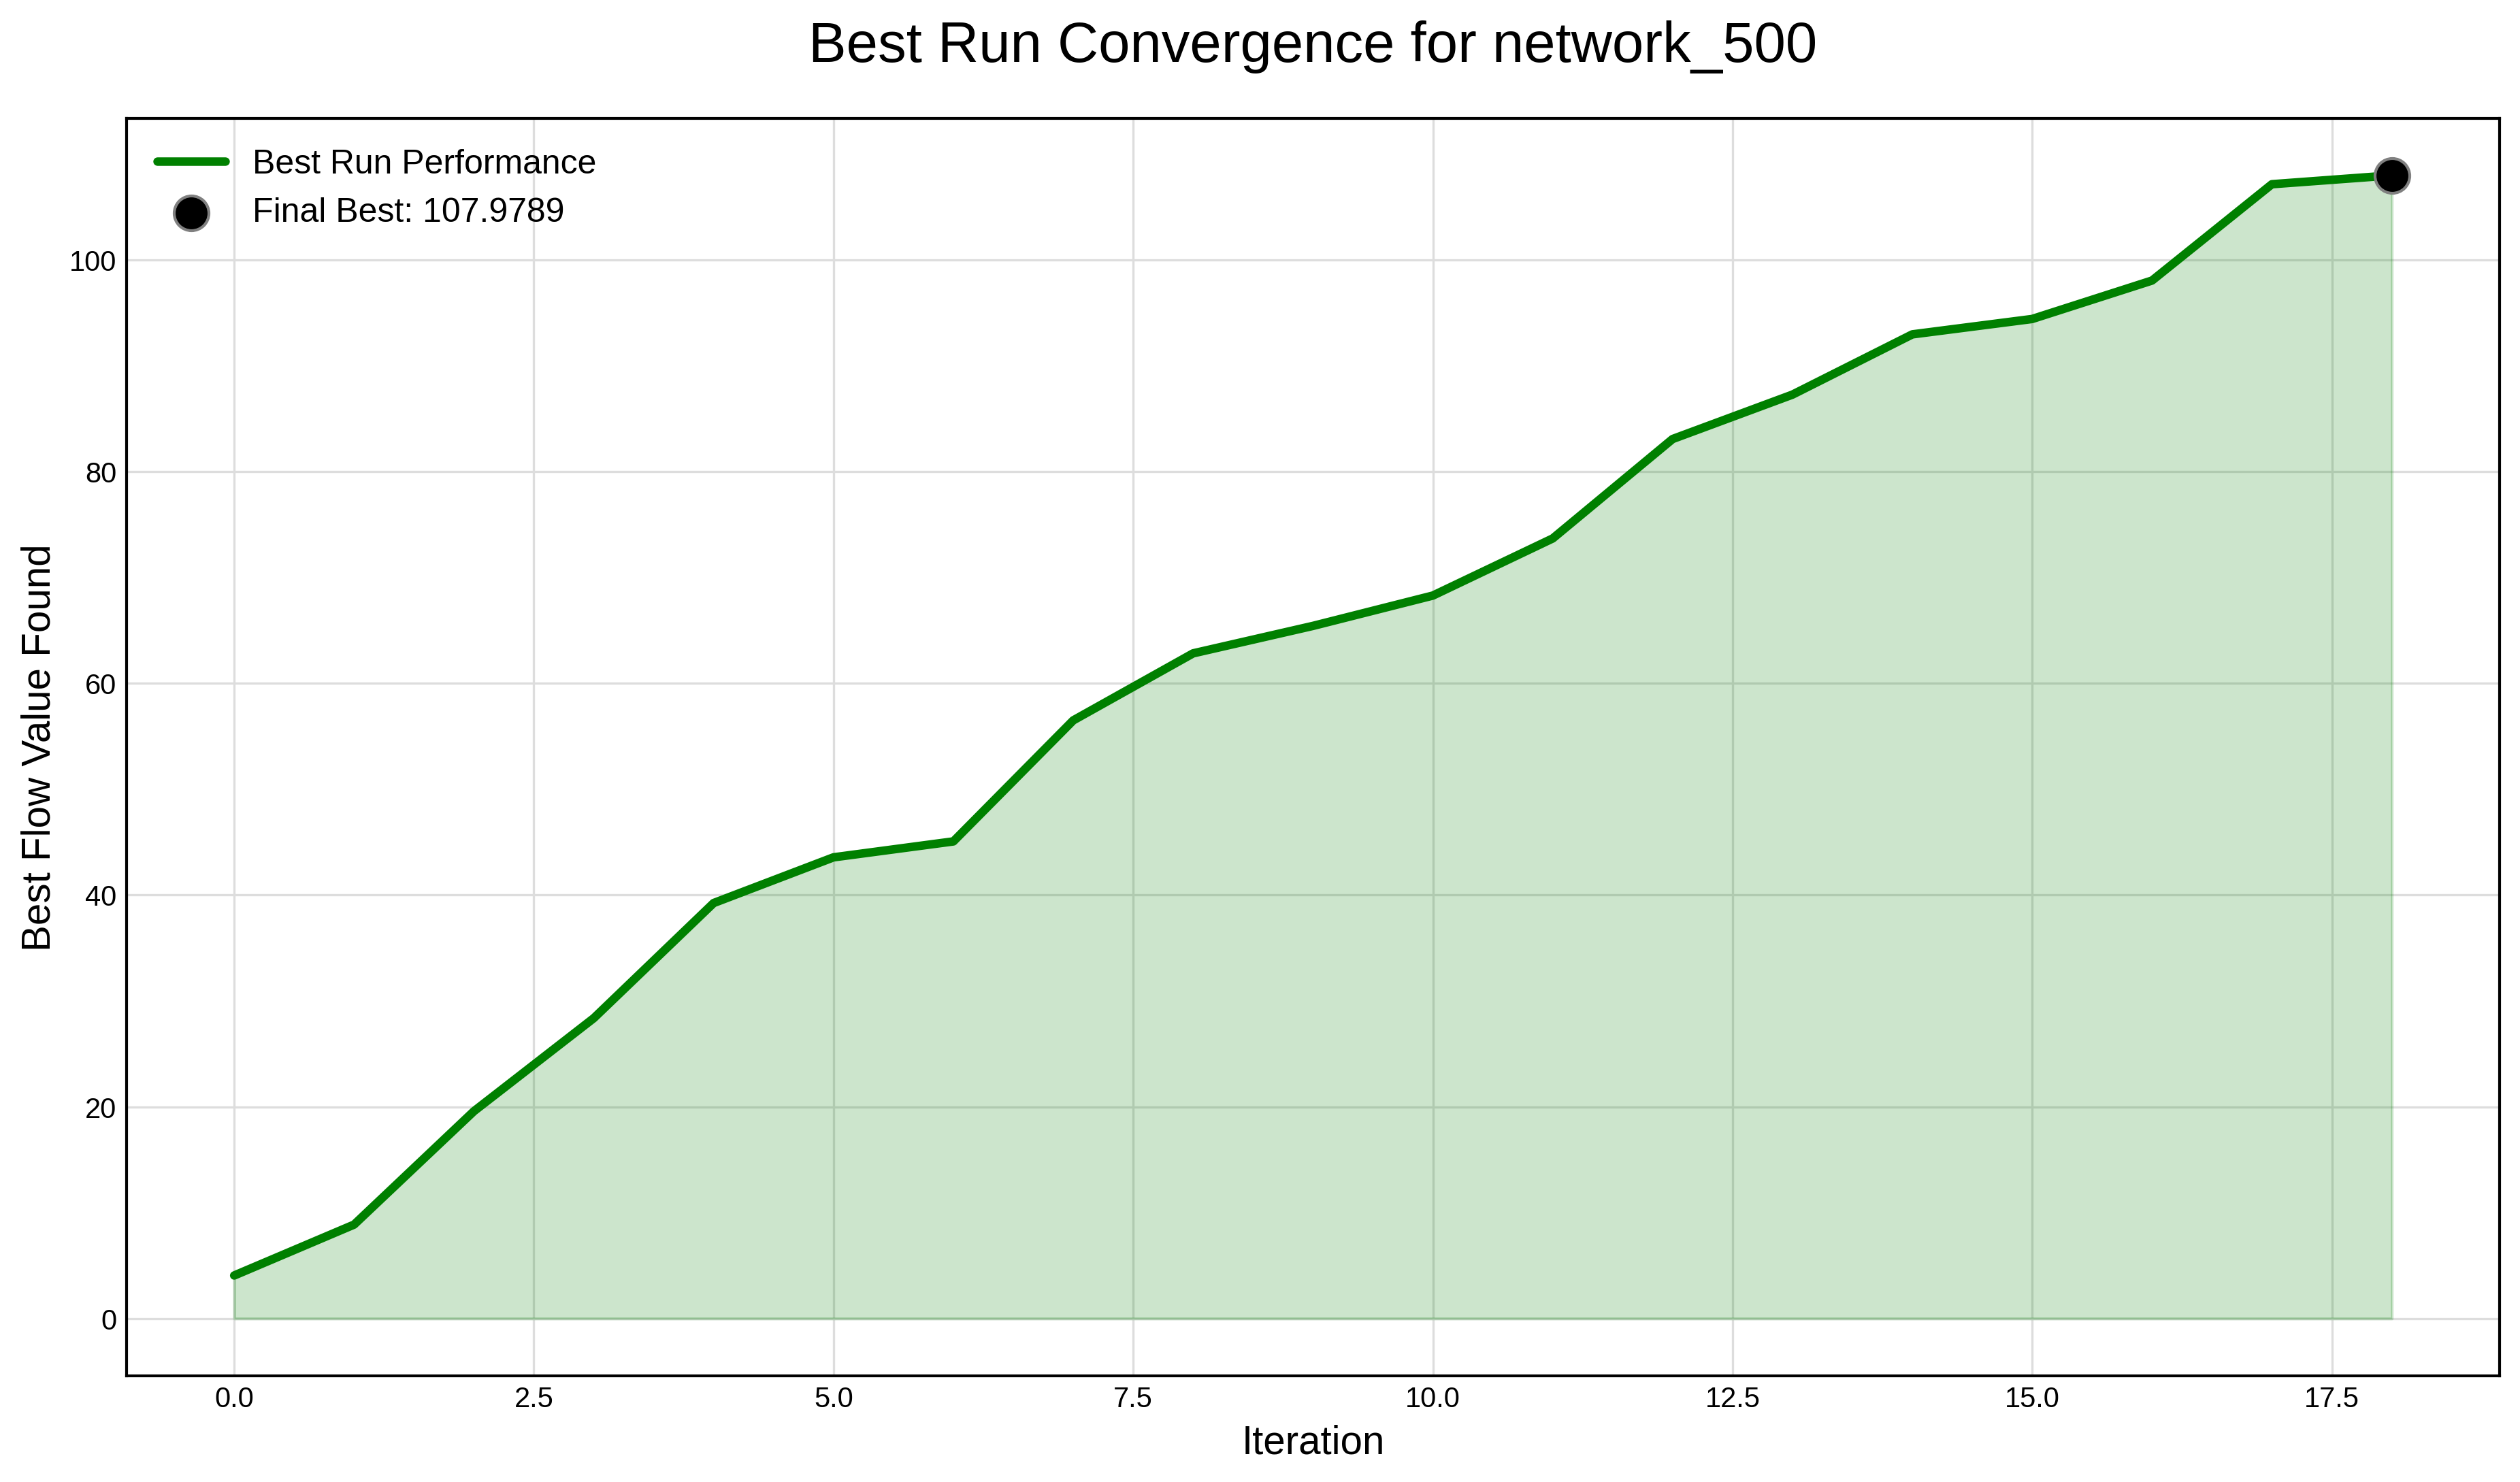 Best Run Convergence for network_500
Best Run Performance
Final Best: 107.9789
100
80
60
40
20
0
Best Flow Value Found
0.0 2.5 5.0 7.5 10.0 12.5 15.0 17.5
Iteration